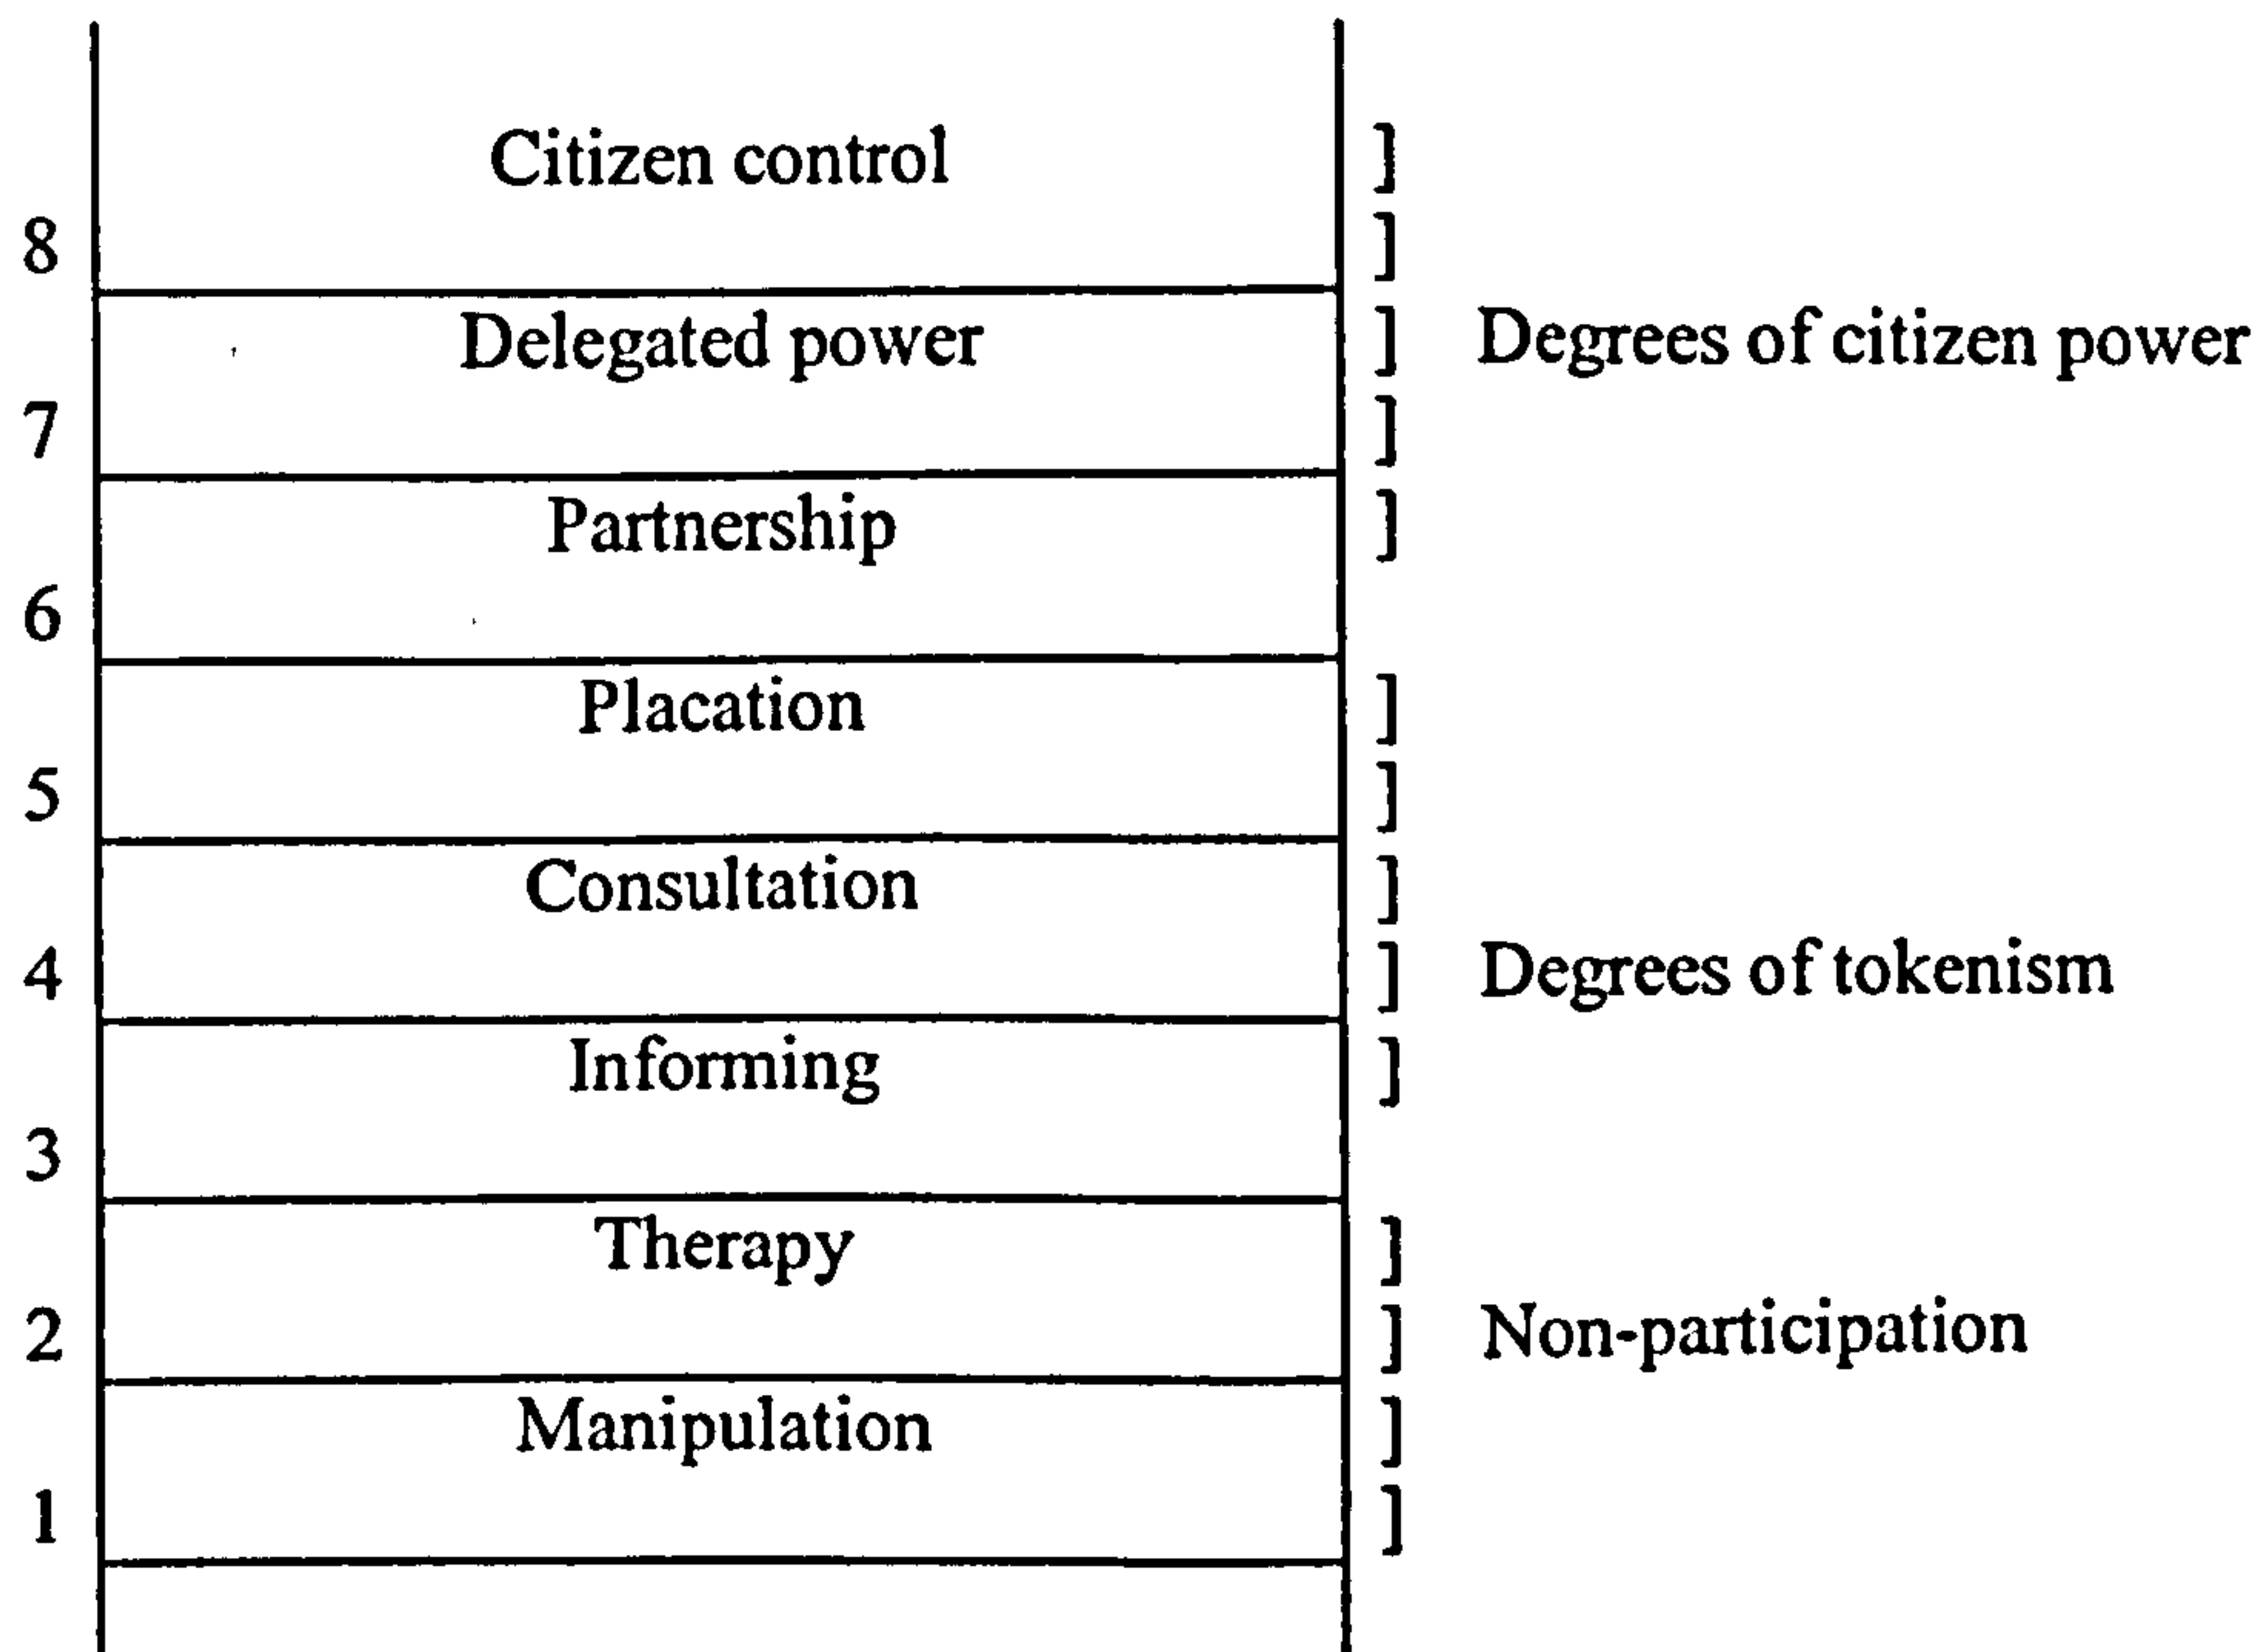 Citizen control ]
8 ]
Delegated power ] Degrees of citizen power
7 ]
Partnership ]
6
Placation ]
5 ]
Consultation ]
4 ] Degrees of tokenism
Informing ]
3
Therapy ]
2 ] Non-participation
Manipulation ]
1 ]